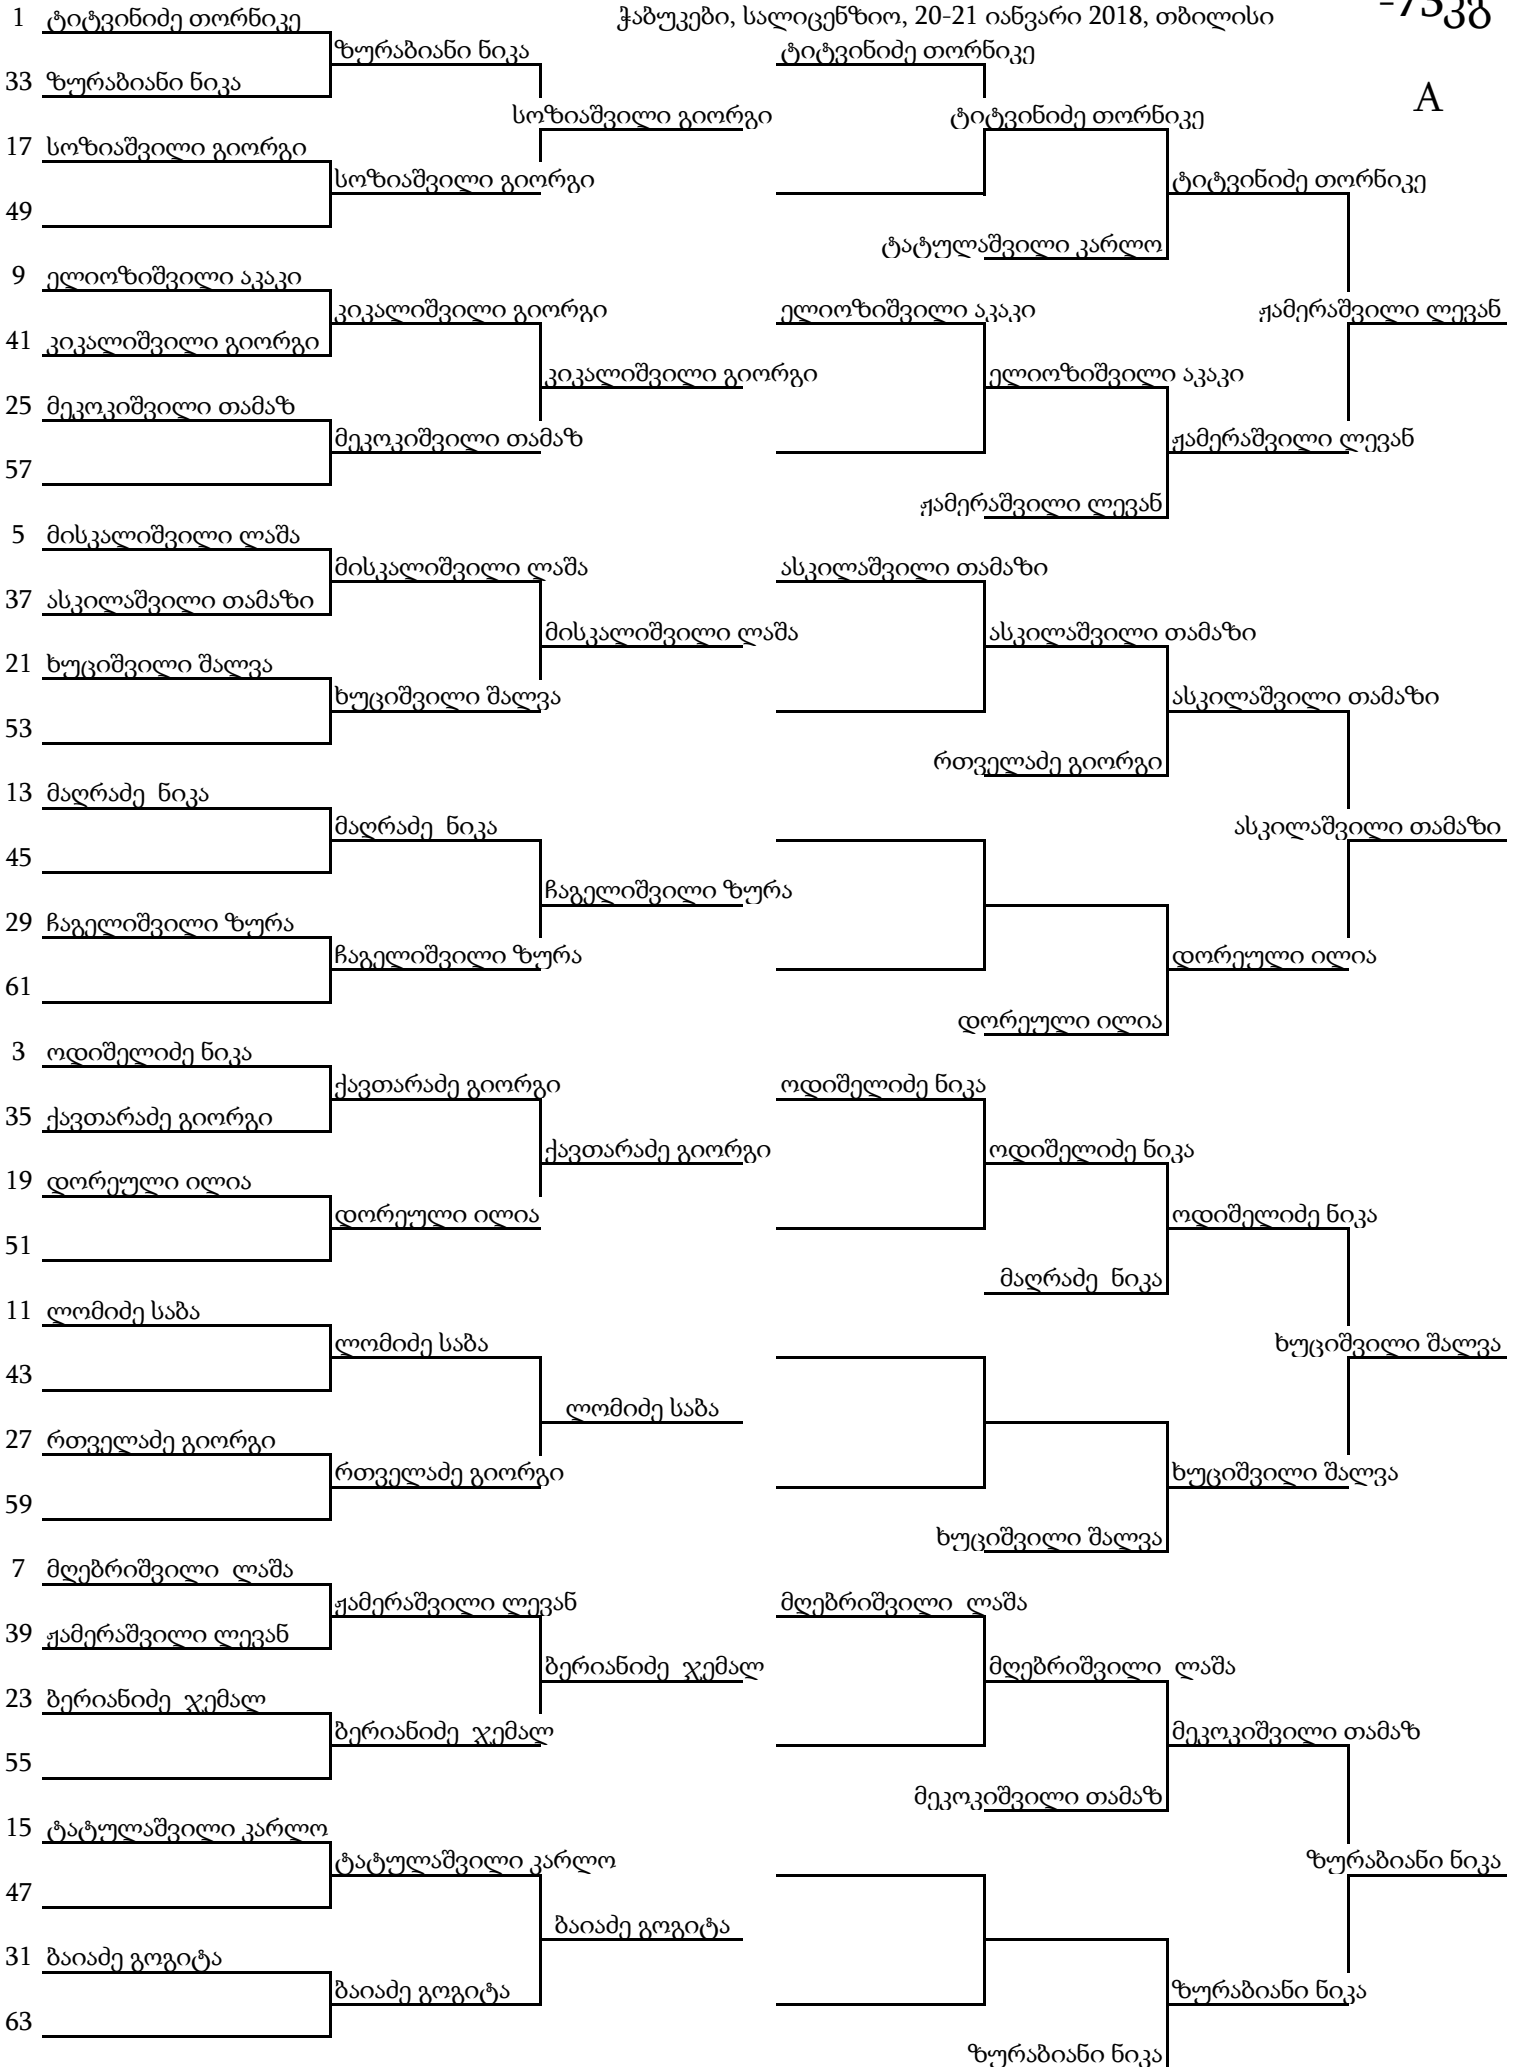 ჭაბუკები, სალიცენზიო, 20-21 იანვარი 2018, თბილისი
-73კგ
A
1 ტიტვინიძე თორნიკე
ზურაბიანი ნიკა
ტიტვინიძე თორნიკე
33 ზურაბიანი ნიკა
სოზიაშვილი გიორგი
ტიტვინიძე თორნიკე
17 სოზიაშვილი გიორგი
სოზიაშვილი გიორგი
ტიტვინიძე თორნიკე
49
ტატულაშვილი კარლო
9 ელიოზიშვილი აკაკი
კიკალიშვილი გიორგი
ელიოზიშვილი აკაკი
ჟამერაშვილი ლევან
41 კიკალიშვილი გიორგი
კიკალიშვილი გიორგი
ელიოზიშვილი აკაკი
25 მეკოკიშვილი თამაზ
მეკოკიშვილი თამაზ
ჟამერაშვილი ლევან
57
ჟამერაშვილი ლევან
5 მისკალიშვილი ლაშა
მისკალიშვილი ლაშა
ასკილაშვილი თამაზი
37 ასკილაშვილი თამაზი
მისკალიშვილი ლაშა
ასკილაშვილი თამაზი
21 ხუციშვილი შალვა
ხუციშვილი შალვა
ასკილაშვილი თამაზი
53
რთველაძე გიორგი
13 მაღრაძე ნიკა
მაღრაძე ნიკა
ასკილაშვილი თამაზი
45
ჩაგელიშვილი ზურა
29 ჩაგელიშვილი ზურა
ჩაგელიშვილი ზურა
დორეული ილია
61
დორეული ილია
3 ოდიშელიძე ნიკა
ქავთარაძე გიორგი
ოდიშელიძე ნიკა
35 ქავთარაძე გიორგი
ქავთარაძე გიორგი
ოდიშელიძე ნიკა
19 დორეული ილია
დორეული ილია
ოდიშელიძე ნიკა
51
მაღრაძე ნიკა
11 ლომიძე საბა
ლომიძე საბა
ხუციშვილი შალვა
43
ლომიძე საბა
27 რთველაძე გიორგი
რთველაძე გიორგი
ხუციშვილი შალვა
59
ხუციშვილი შალვა
7 მღებრიშვილი ლაშა
ჟამერაშვილი ლევან
მღებრიშვილი ლაშა
39 ჟამერაშვილი ლევან
ბერიანიძე ჯემალ
მღებრიშვილი ლაშა
23 ბერიანიძე ჯემალ
ბერიანიძე ჯემალ
მეკოკიშვილი თამაზ
55
მეკოკიშვილი თამაზ
15 ტატულაშვილი კარლო
ტატულაშვილი კარლო
ზურაბიანი ნიკა
47
ბაიაძე გოგიტა
31 ბაიაძე გოგიტა
ბაიაძე გოგიტა
ზურაბიანი ნიკა
63
ზურაბიანი ნიკა